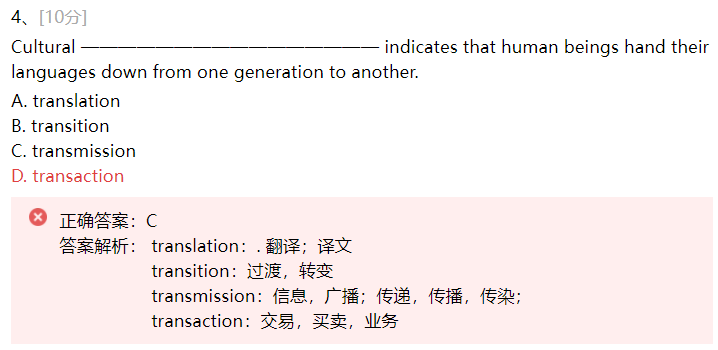 4、[10分]
Cultural ———————————————— indicates that human beings hand their
languages down from one generation to another.
A. translation
B. transition
C. transmission
D. transaction
正确答案：C
答案解析： translation：. 翻译；译文
transition：过渡，转变
transmission：信息，广播；传递，传播，传染；
transaction：交易，买卖，业务